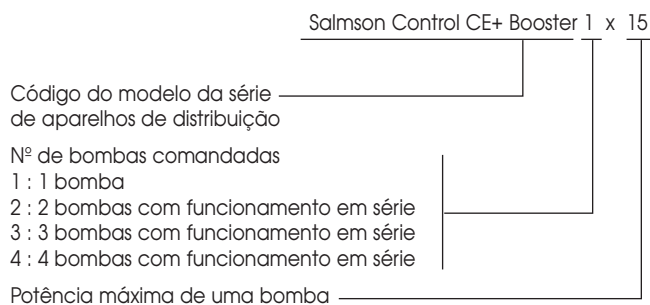 Salmson Control CE+ Booster 1 x 15
Código do modelo da série
de aparelhos de distribuição
Nº de bombas comandadas
1 : 1 bomba
2 : 2 bombas com funcionamento em série
3 : 3 bombas com funcionamento em série
4 : 4 bombas com funcionamento em série
Potência máxima de uma bomba